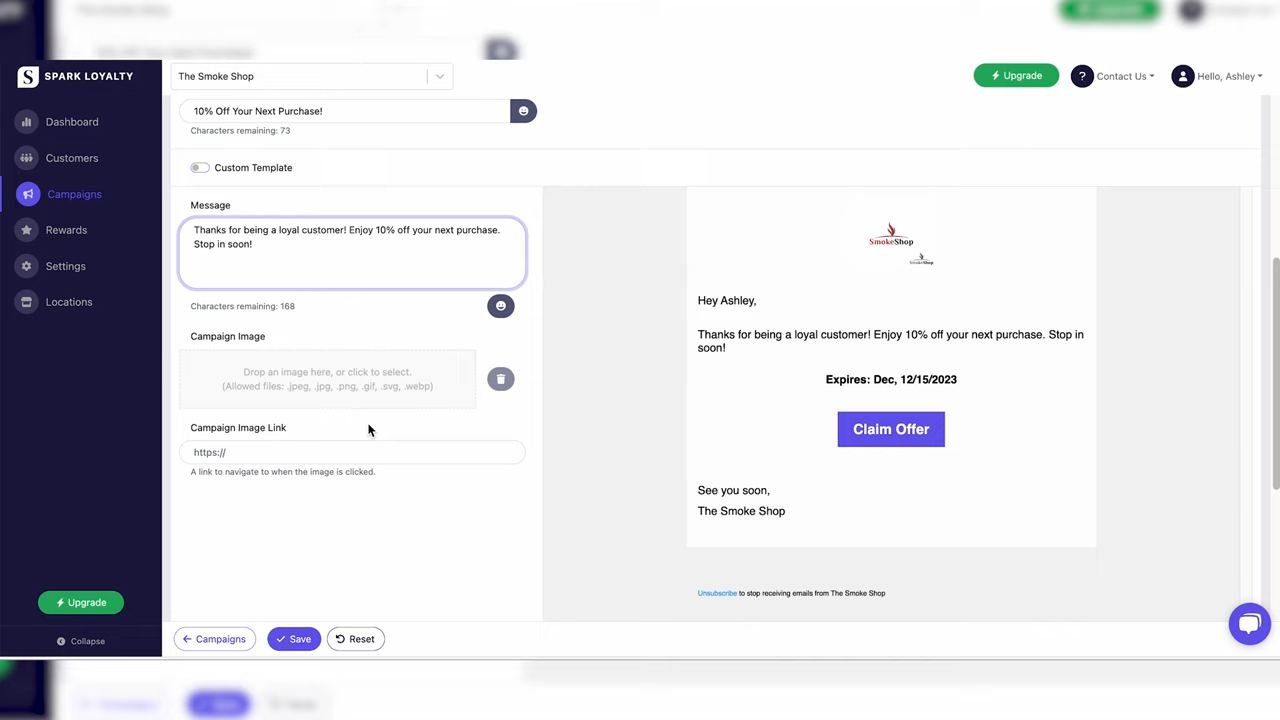 SPARK LOYALTY
The Smoke Shop
Upgrade
? Contact Us
Hello, Ashley
Dashboard
Customers
Campaigns
Rewards
Settings
Locations
Upgrade
Collapse
10% Off Your Next Purchase!
Characters remaining: 73
Custom Template
Message
Thanks for being a loyal customer! Enjoy 10% off your next purchase.
Stop in soon!
Characters remaining: 168
Campaign Image
Drop an image here, or click to select.
(Allowed files: .jpeg, .jpg, .png, .gif, .svg, .webp)
Campaign Image Link
https://
A link to navigate to when the image is clicked.
SmokeShop
SmokeShop
Hey Ashley,
Thanks for being a loyal customer! Enjoy 10% off your next purchase. Stop in
soon!
Expires: Dec, 12/15/2023
Claim Offer
See you soon,
The Smoke Shop
Unsubscribe to stop receiving emails from The Smoke Shop
Campaigns
Save
Reset